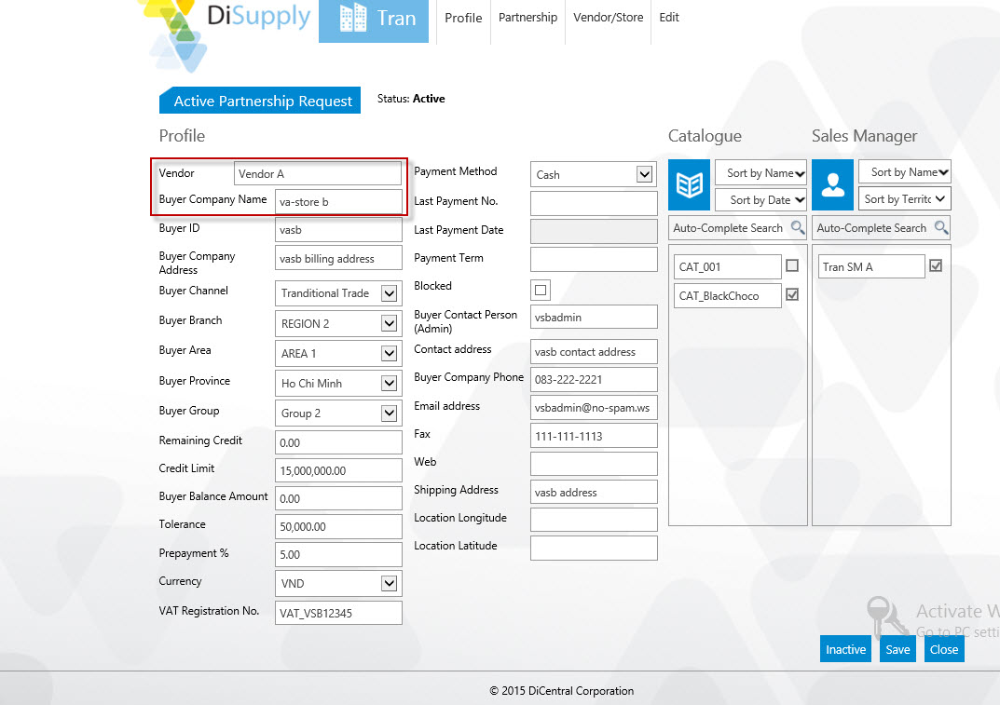 DiSupply
Tran
Profile
Partnership
Vendor/Store
Edit
Active Partnership Request
Status: Active
Profile
Vendor
Vendor A
Buyer Company Name
va-store b
Buyer ID
vasb
Buyer Company
Address
vasb billing address
Buyer Channel
Tranditional Trade
Buyer Branch
REGION 2
Buyer Area
AREA 1
Buyer Province
Ho Chi Minh
Buyer Group
Group 2
Remaining Credit
0.00
Credit Limit
15,000,000.00
Buyer Balance Amount
0.00
Tolerance
50,000.00
Prepayment %
5.00
Currency
VND
VAT Registration No.
VAT_VSB12345
Payment Method
Cash
Last Payment No.
Last Payment Date
Payment Term
Blocked
Buyer Contact Person
(Admin)
vsbadmin
Contact address
vasb contact address
Buyer Company Phone
083-222-2221
Email address
vsbadmin@no-spam.ws
Fax
111-111-1113
Web
Shipping Address
vasb address
Location Longitude
Location Latitude
Catalogue
Sort by Name
Sort by Date
Auto-Complete Search
CAT_001
CAT_BlackChoco
Sales Manager
Sort by Name
Sort by Territo
Auto-Complete Search
Tran SM A
Activate W
Go to PC setti
Inactive
Save
Close
© 2015 DiCentral Corporation